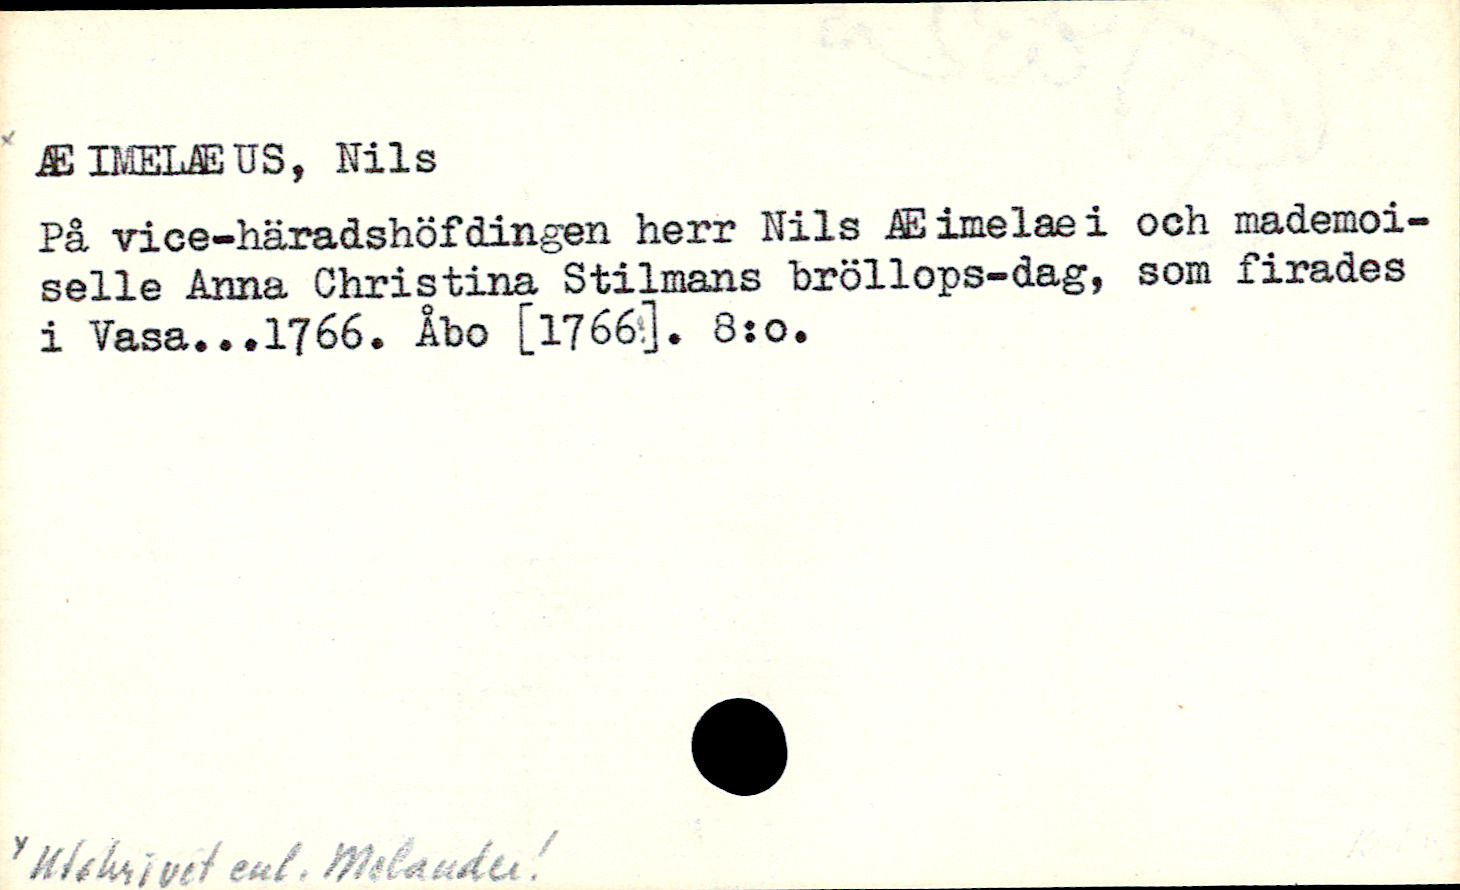 x ÆIMELÆUS, Nils
På vice-häradshöfdingen herr Nils Æimelaei och mademoi-
selle Anna Christina Stilmans bröllops-dag, som firades
i Vasa...1766. Åbo [1766]. 8:o.
x Utskrivet enl. Melander!